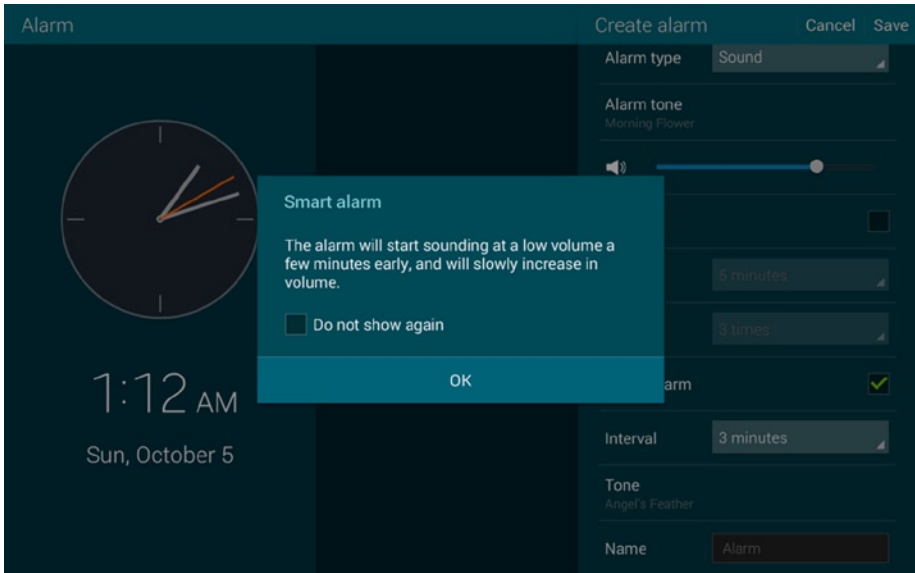 Alarm
Create alarm Cancel Save
Alarm type Sound
Alarm tone
Morning Flower
Smart alarm
The alarm will start sounding at a low volume a
few minutes early, and will slowly increase in
volume.
Do not show again
OK
5 minutes
3 times
arm
Interval 3 minutes
Tone
Angel's Feather
Name Alarm
1:12 AM
Sun, October 5